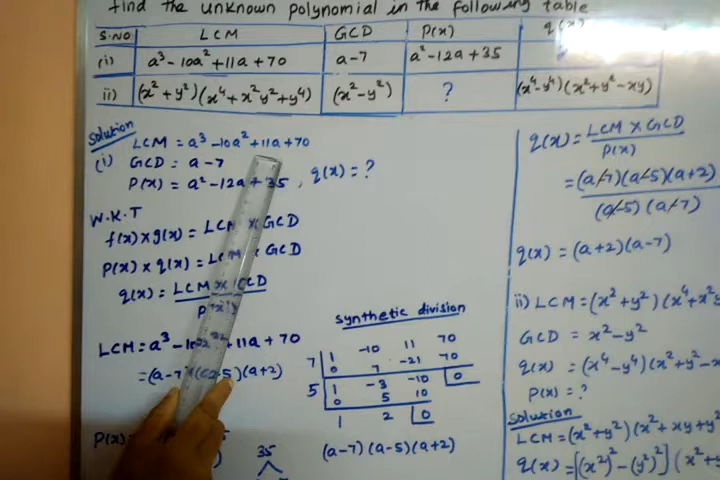 find the unknown polynomial in the following table
S.NO LCM GCD P(x) q(x)
(i) a³-10a²+11a+70 a-7 a²-12a+35
ii) (x²+y²)(x⁴+x²y²+y⁴) (x²-y²) ? (x⁴-y⁴)(x²+y²-xy)
Solution
LCM = a³-10a²+11a+70
(i) GCD = a-7
P(x) = a²-12a+35, q(x) = ?
W.K.T
f(x)×g(x) = LCM × GCD
P(x) × q(x) = LCM × GCD
q(x) = LCM × GCD
LCM = a³-10a²+11a+70
=(a-7)(a-5)(a+2)
P(x)
35
synthetic division
7 1 -10 11 70
0 7 -21 -70
5 1 -3 -10 0
0 5 10
1 2 0
(a-7)(a-5)(a+2)
q(x) = LCM × GCD
P(x)
=(a-7)(a-5)(a+2)
(a-5)(a-7)
q(x) = (a+2)(a-7)
ii) LCM = (x²+y²)(x⁴+x²y
GCD = x²-y²
q(x) = (x⁴-y⁴)(x²+y²-x
P(x) = ?
Solution
LCM = (x²+y²)(x²+xy+y²
q(x) = [(x²)²-(y²)²](x²+y